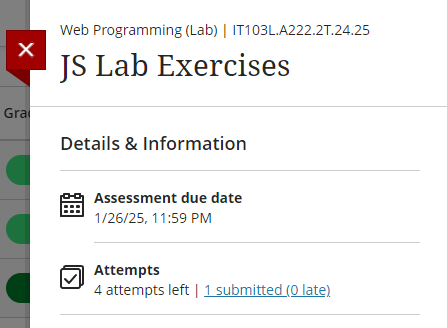 Web Programming (Lab) | IT103L.A222.2T.24.25
JS Lab Exercises
Gra
Details & Information
Assessment due date
1/26/25, 11:59 PM
Attempts
4 attempts left | 1 submitted (0 late)